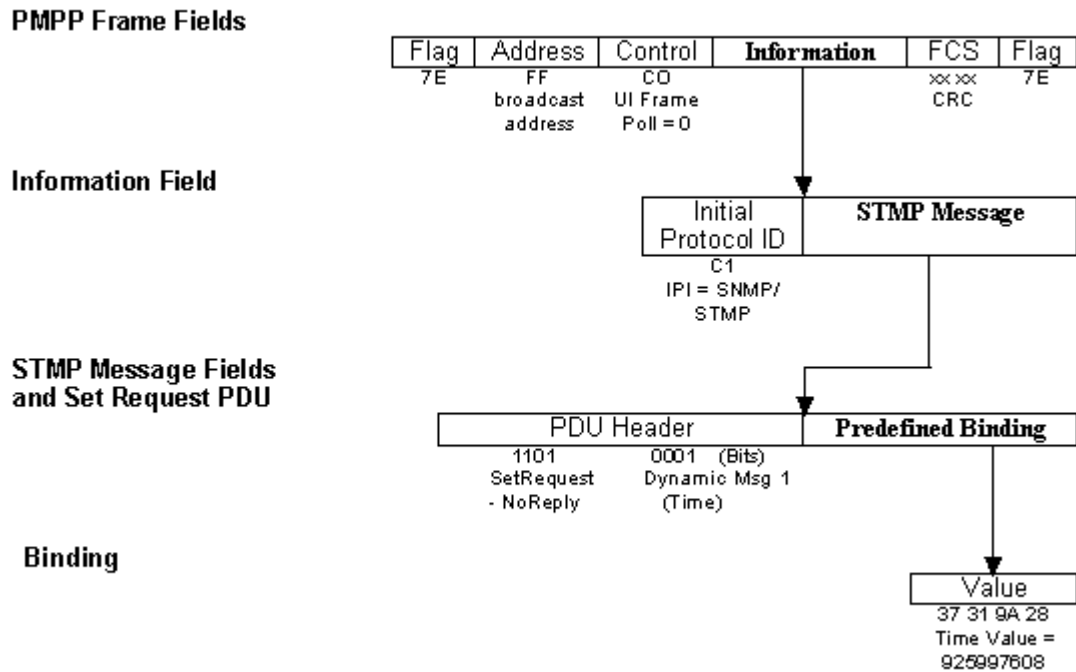 PMPP Frame Fields
Flag Address Control Information FCS Flag
7E FF CO xx xx 7E
broadcast UI Frame CRC
address Poll = 0
Information Field
Initial STMP Message
Protocol ID
C1
IPI = SNMP/
STMP
STMP Message Fields
and Set Request PDU
PDU Header Predefined Binding
1101 0001 (Bits)
SetRequest Dynamic Msg 1
- NoReply (Time)
Binding
Value
37 31 9A 28
Time Value =
925997608